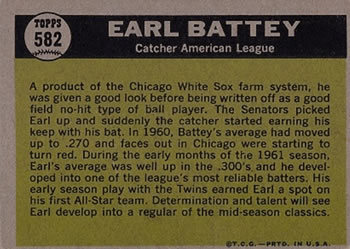 TOPPS
582
EARL BATTEY
Catcher American League
A product of the Chicago White Sox farm system,
he was given a good look before being written off as a good
field no-hit type of ball player. The Senators picked
Earl up and suddenly the catcher started earning his
keep with his bat. In 1960, Battey's average had moved
up to .270 and faces out in Chicago were starting to
turn red. During the early months of the 1961 season,
Earl's average was well up in the .300's and he devel-
oped into one of the league's most reliable batters. His
early season play with the Twins earned Earl a spot on
his first All-Star team. Determination and talent will see
Earl develop into a regular of the mid-season classics.
©T.C.G.—PRTD. IN U.S.A.